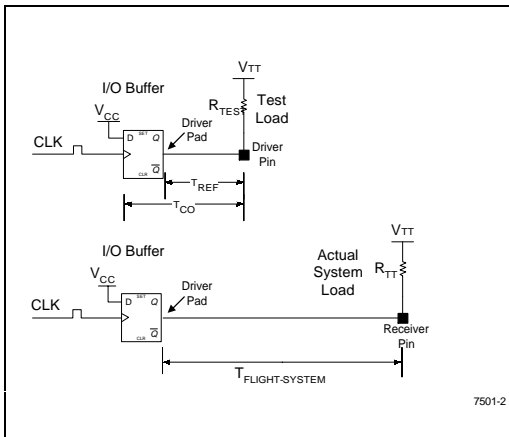 VTT
I/O Buffer
RTES
Test
Load
VCC
Driver
Pad
CLK
D SET Q
Driver
Pin
CLR Q
TREF
TCO
VTT
I/O Buffer
Actual
System
Load
RTT
VCC
Driver
Pad
CLK
D SET Q
CLR Q
Receiver
Pin
TFLIGHT-SYSTEM
7501-2